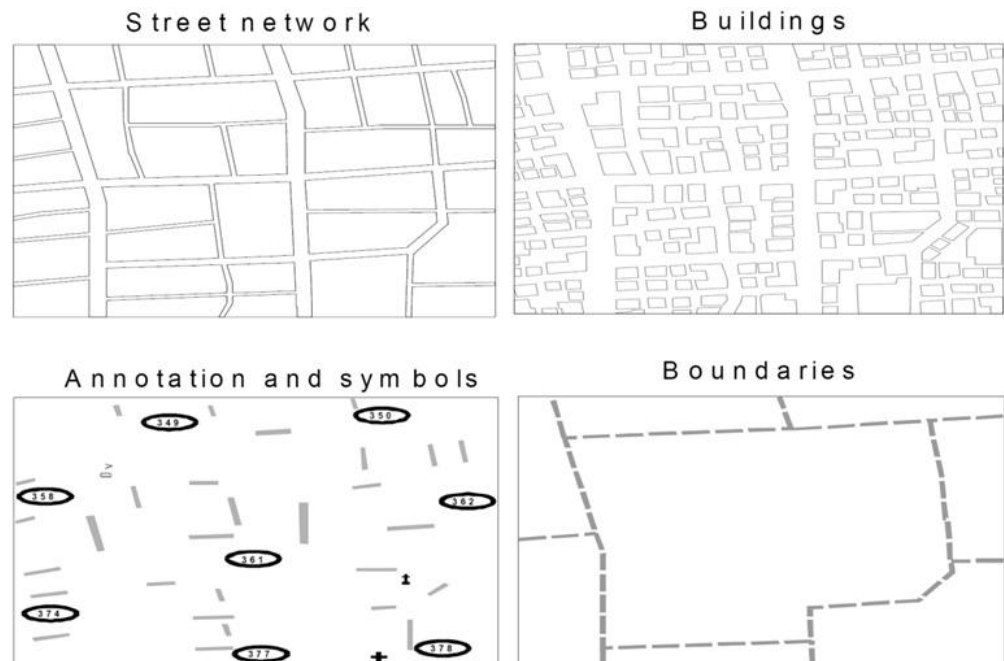 Street network
Buildings
Annotation and symbols
Boundaries
349
350
358
V
362
361
374
377
378